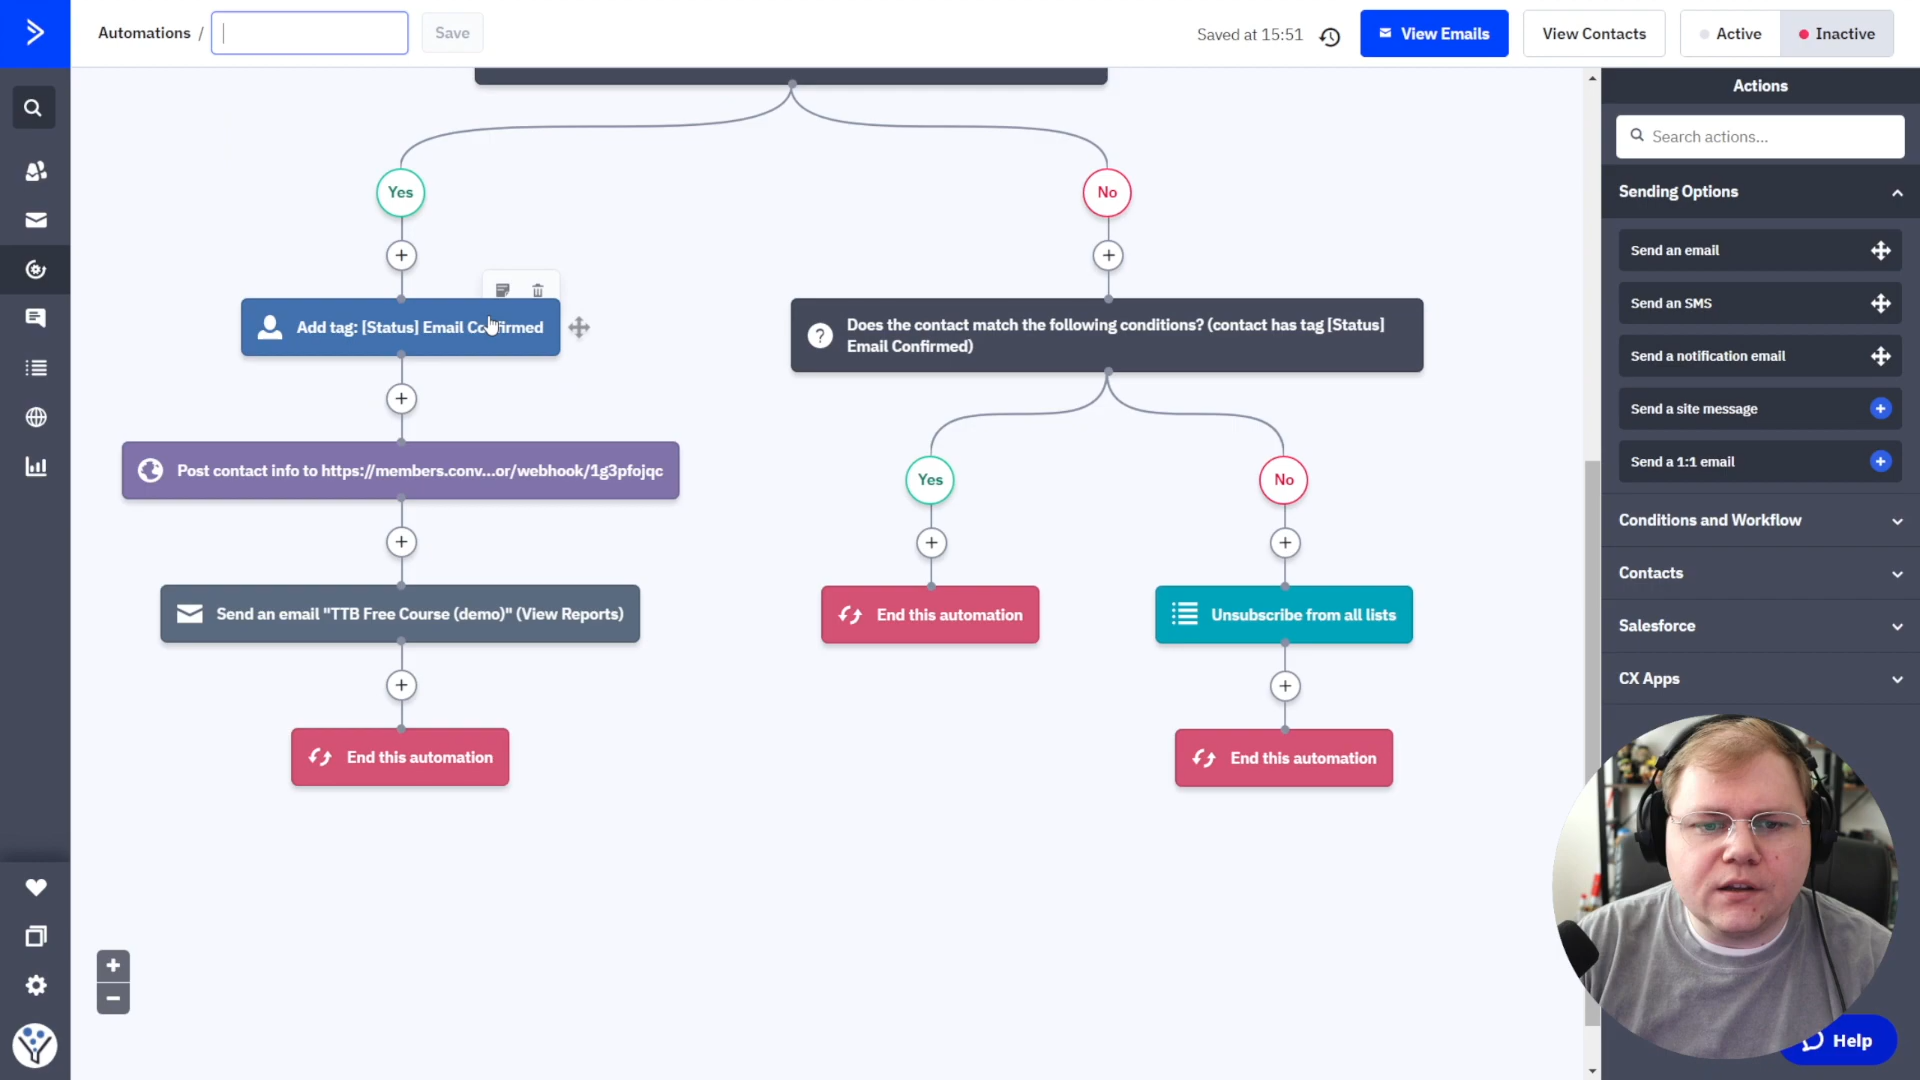 Automations /
Save
Saved at 15:51
View Emails
View Contacts
Active
Inactive
Actions
Search actions...
Sending Options
Send an email
Send an SMS
Send a notification email
Send a site message
Send a 1:1 email
Conditions and Workflow
Contacts
Salesforce
CX Apps
Yes
No
Add tag: [Status] Email Confirmed
Does the contact match the following conditions? (contact has tag [Status]
Email Confirmed)
Post contact info to https://members.conv...or/webhook/1g3pfojqc
Yes
No
Send an email "TTB Free Course (demo)" (View Reports)
End this automation
Unsubscribe from all lists
End this automation
End this automation
Help